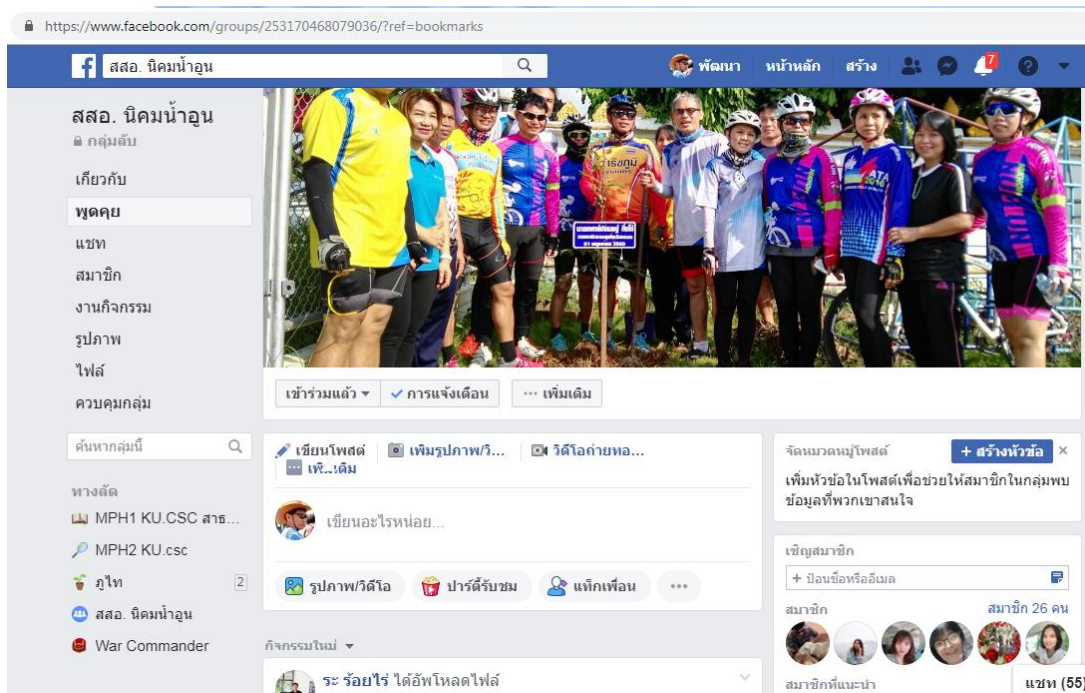 https://www.facebook.com/groups/253170468079036/?ref=bookmarks
สสอ. นิคมน้ำอูน
พัฒนา หน้าหลัก สร้าง 7
สสอ. นิคมน้ำอูน
กลุ่มลับ
เกี่ยวกับ
พูดคุย
แชท
สมาชิก
งานกิจกรรม
รูปภาพ
ไฟล์
ควบคุมกลุ่ม
ค้นหากลุ่มนี้
ทางลัด
MPH1 KU.CSC สาธ...
MPH2 KU.csc
ภูไท 2
สสอ. นิคมน้ำอูน
War Commander
ATA
2016
21 พฤษภาคม 2560
เข้าร่วมแล้ว การแจ้งเตือน ... เพิ่มเติม
เขียนโพสต์ เพิ่มรูปภาพ/วิ... วิดีโอถ่ายทอ...
เพิ่มเติม
เขียนอะไรหน่อย...
รูปภาพ/วิดีโอ ปาร์ตี้รับชม แท็กเพื่อน ...
กิจกรรมใหม่
ระ ร้อยไร่ ได้อัพโหลดไฟล์
จัดหมวดหมู่โพสต์ + สร้างหัวข้อ ×
เพิ่มหัวข้อในโพสต์เพื่อช่วยให้สมาชิกในกลุ่มพบ
ข้อมูลที่พวกเขาสนใจ
เชิญสมาชิก
+ ป้อนชื่อหรืออีเมล
สมาชิก สมาชิก 26 คน
สมาชิกที่แนะนำ
แชท (55)